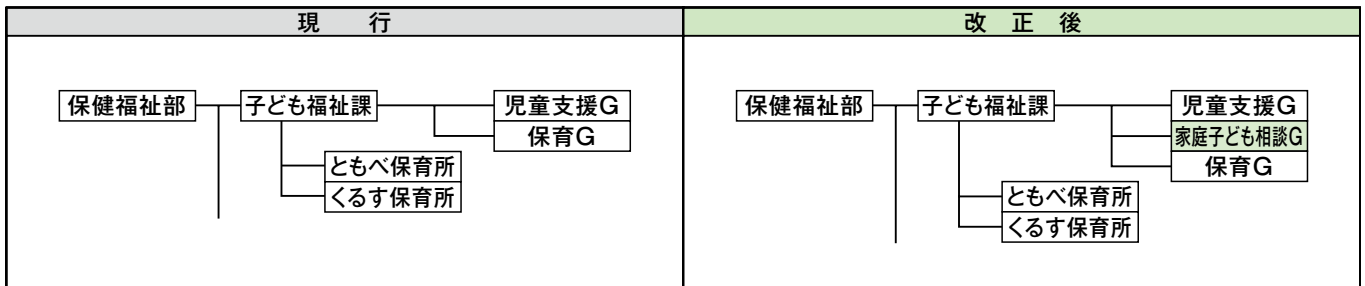 現行
保健福祉部 子ども福祉課 児童支援G
保育G
ともべ保育所
くるす保育所
改正後
保健福祉部 子ども福祉課 児童支援G
家庭子ども相談G
保育G
ともべ保育所
くるす保育所